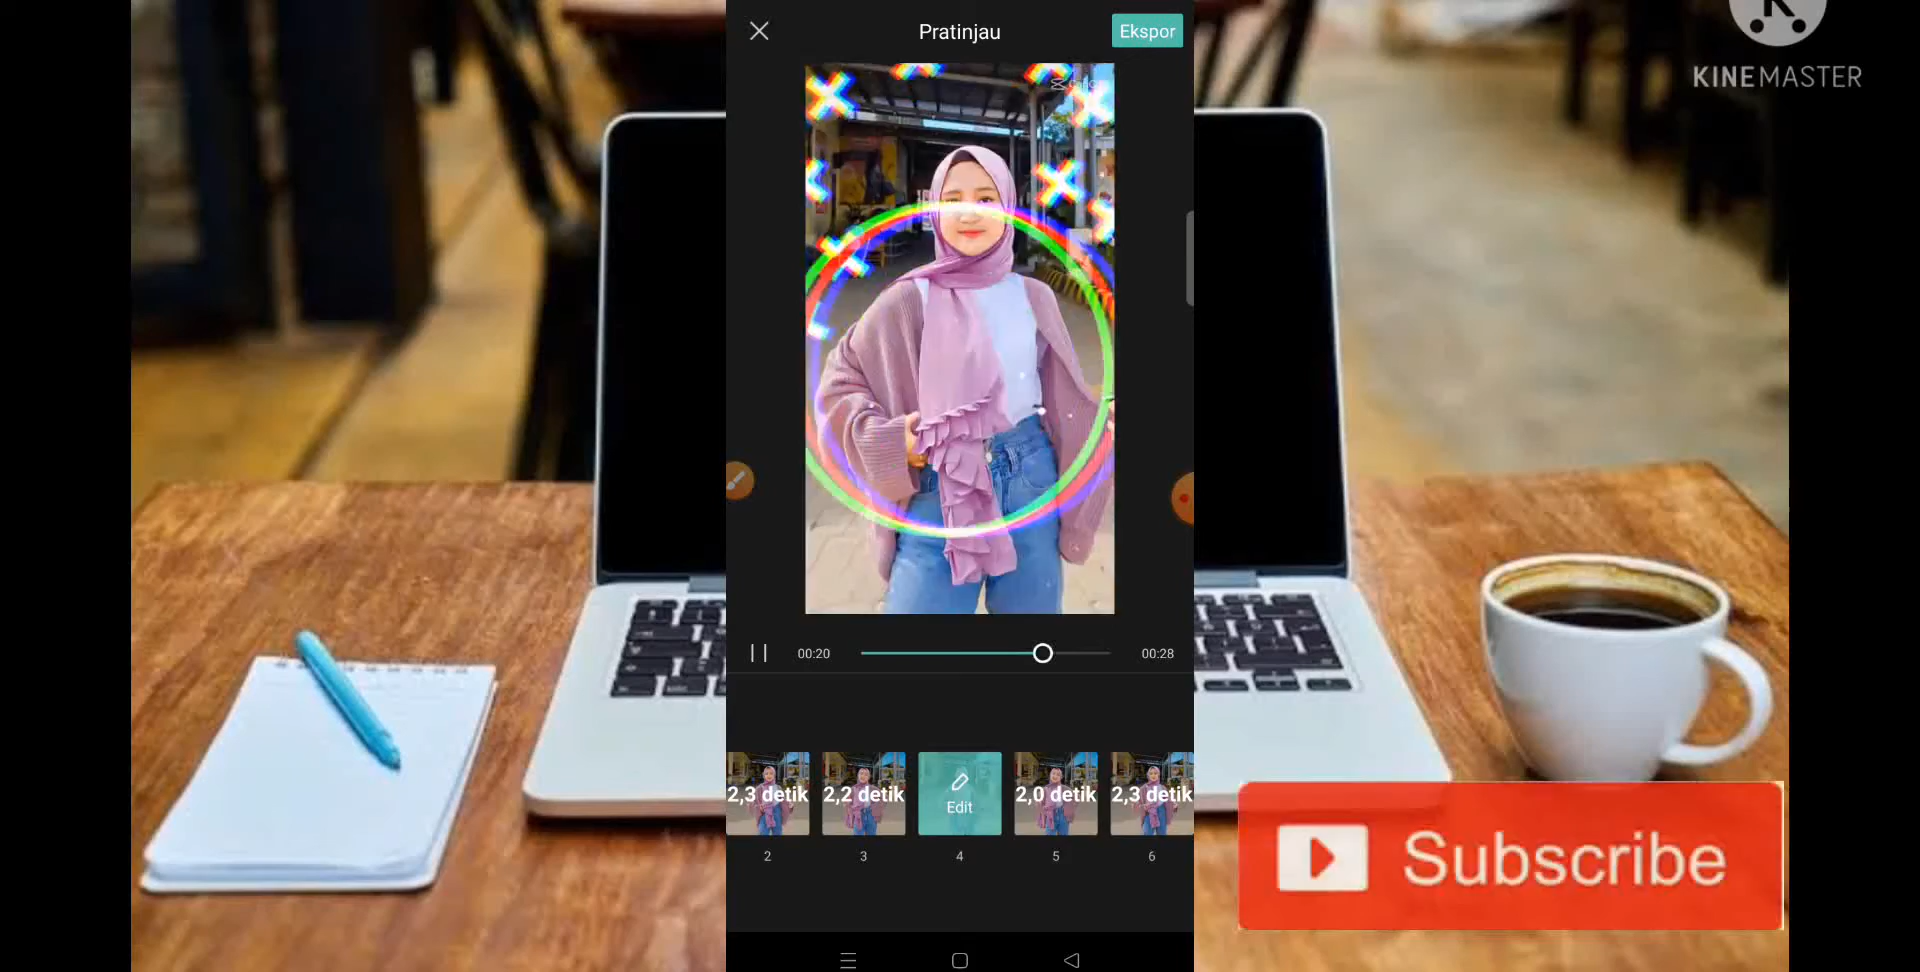 Pratinjau
Ekspor
KINEMASTER
00:20
00:28
2,3 detik
2,2 detik
Edit
2,0 detik
2,3 detik
2
3
4
5
6
Subscribe